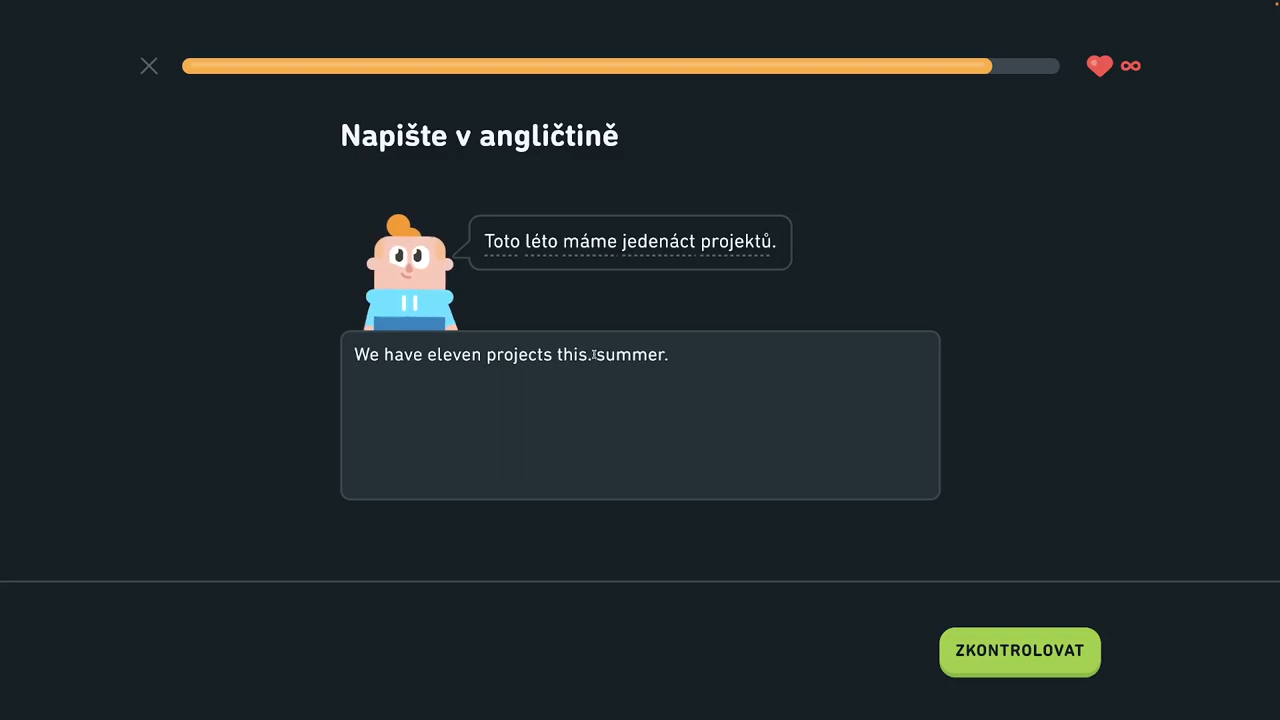 ∞
Napište v angličtině
Toto léto máme jedenáct projektů.
We have eleven projects this. summer.
ZKONTROLOVAT